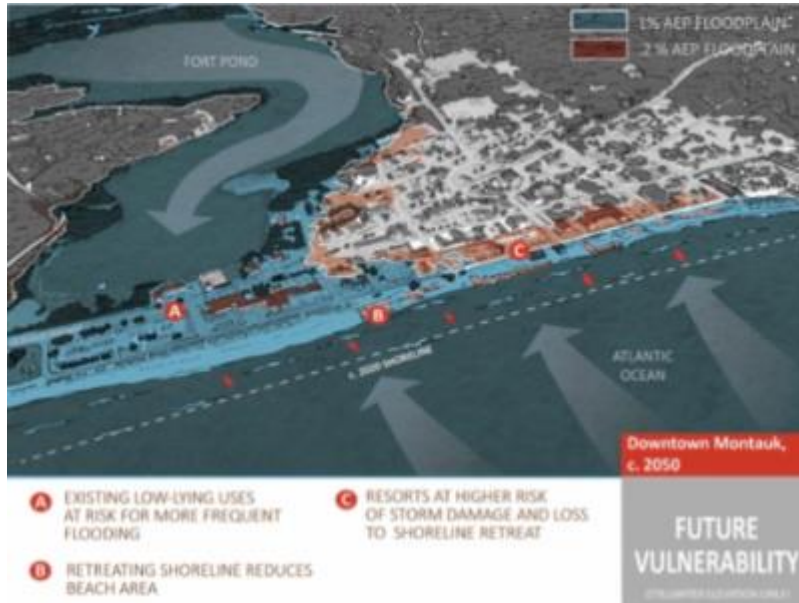 1% AEP FLOODPLAIN
.2 % AEP FLOODPLAIN
FORT POND
C
A
B
c. 2020 SHORELINE
ATLANTIC
OCEAN
Downtown Montauk,
c. 2050
A EXISTING LOW-LYING USES
AT RISK FOR MORE FREQUENT
FLOODING
B RETREATING SHORELINE REDUCES
BEACH AREA
C RESORTS AT HIGHER RISK
OF STORM DAMAGE AND LOSS
TO SHORELINE RETREAT
FUTURE
VULNERABILITY